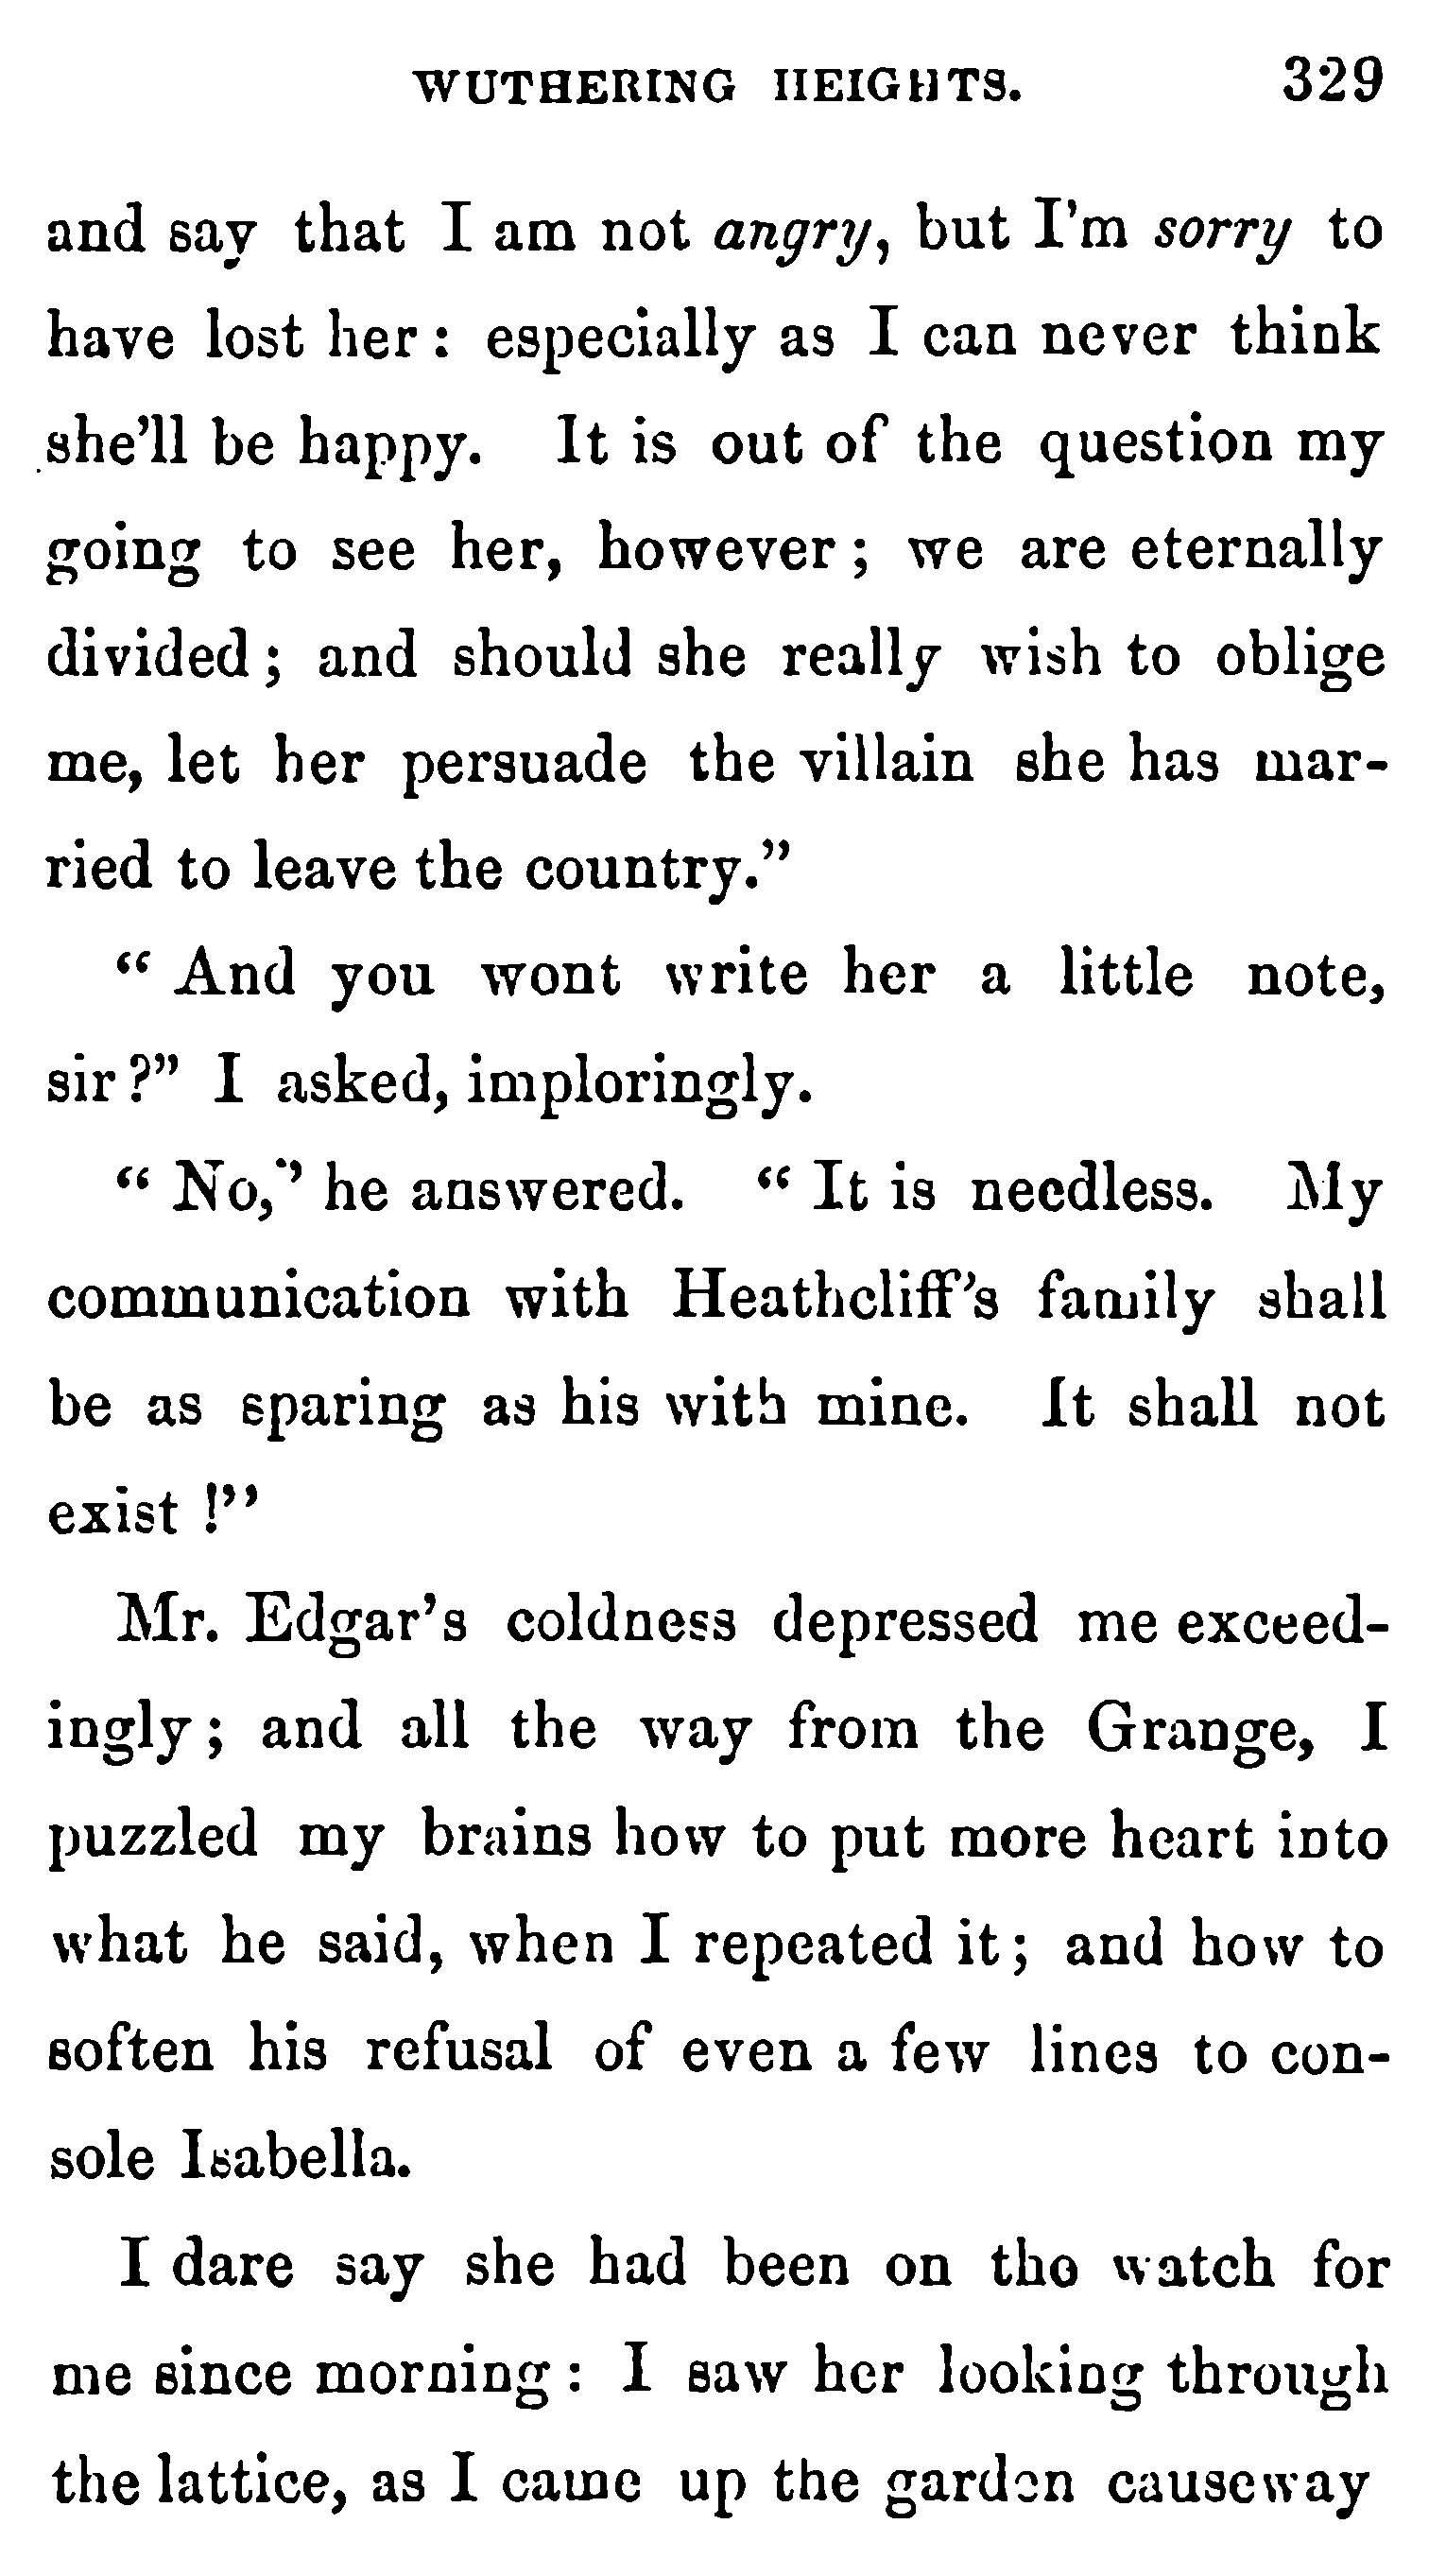 WUTHERING HEIGHTS. 329
and say that I am not angry, but I'm sorry to
have lost her: especially as I can never think
she'll be happy. It is out of the question my
going to see her, however; we are eternally
divided; and should she really wish to oblige
me, let her persuade the villain she has mar-
ried to leave the country."
" And you wont write her a little note,
sir?" I asked, imploringly.
" No," he answered. " It is needless. My
communication with Heathcliff's family shall
be as sparing as his with mine. It shall not
exist !"
Mr. Edgar's coldness depressed me exceed-
ingly; and all the way from the Grange, I
puzzled my brains how to put more heart into
what he said, when I repeated it; and how to
soften his refusal of even a few lines to con-
sole Isabella.
I dare say she had been on the watch for
me since morning: I saw her looking through
the lattice, as I came up the garden causeway